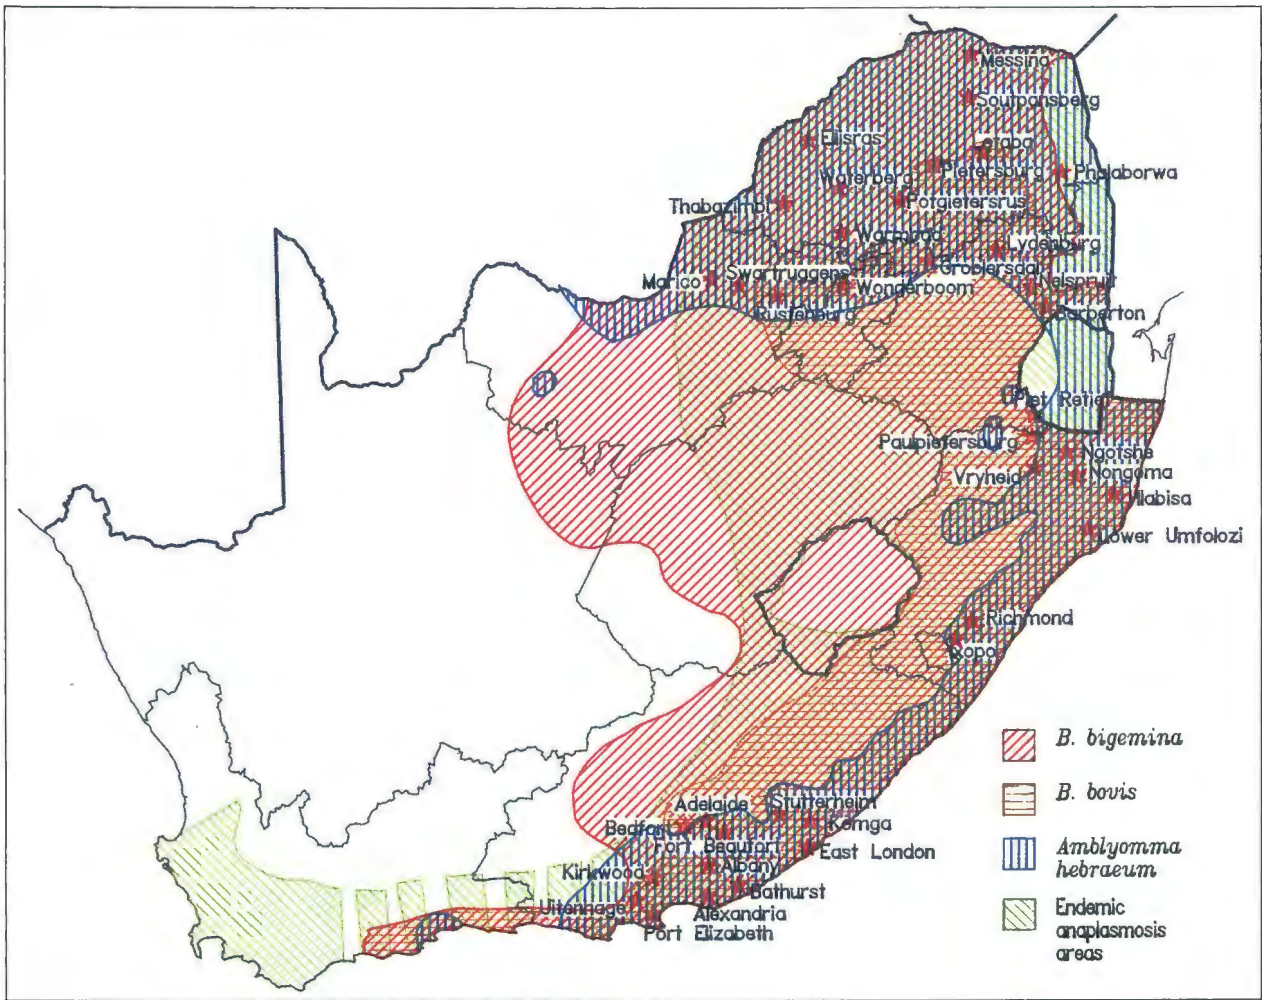 Messina
Soutpansberg
Ellisras
Letaba
Pietersburg
Phalaborwa
Waterberg
Thabazimbi
Potgietersrus
Warmbad
Lydenburg
Groblersdal
Marico
Swartruggens
Wonderboom
Nelspruit
Rustenburg
Barberton
Piet Retief
Paulpietersburg
Ngotshe
Vryheid
Nongoma
Hlabisa
Lower Umfolozi
Richmond
Ixopo
B. bigemina
B. bovis
Adelaide
Stutterheim
Bedford
Komga
Fort Beaufort
East London
Amblyomma
hebraeum
Kirkwood
Albany
Bathurst
Uitenhage
Alexandria
Port Elizabeth
Endemic
anaplasmosis
areas